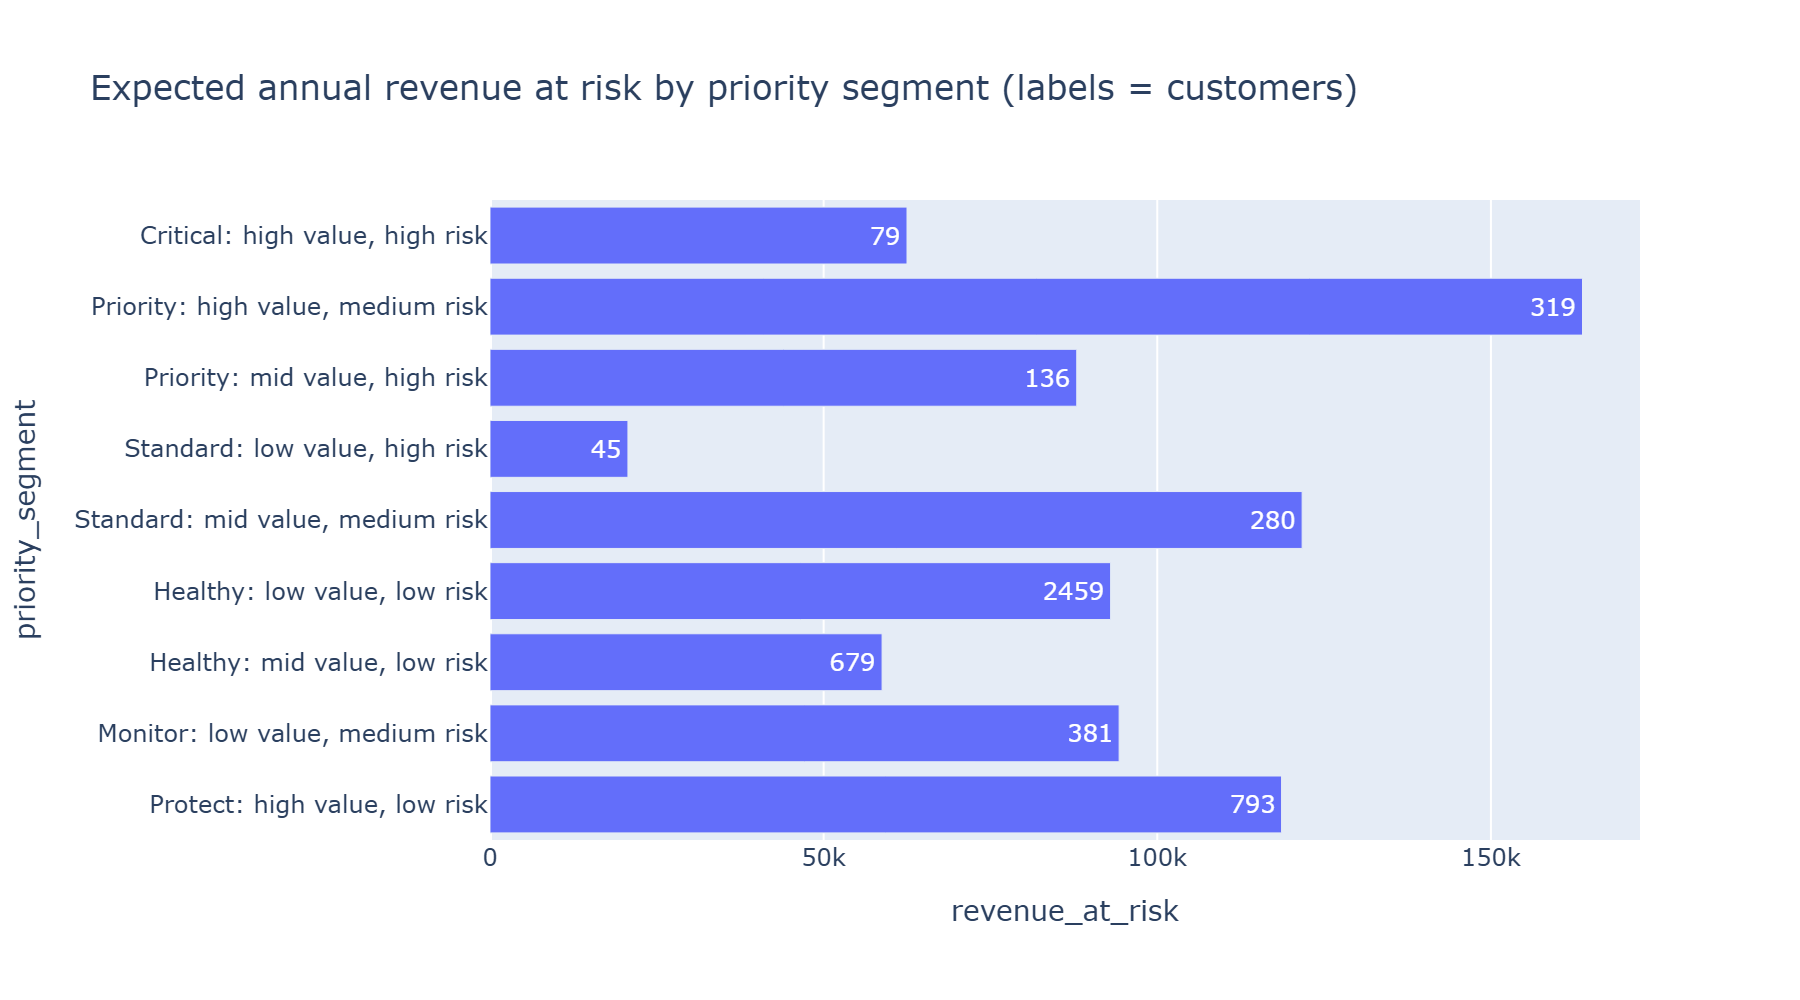 Expected annual revenue at risk by priority segment (labels = customers)
priority_segment
Critical: high value, high risk 79
Priority: high value, medium risk 319
Priority: mid value, high risk 136
Standard: low value, high risk 45
Standard: mid value, medium risk 280
Healthy: low value, low risk 2459
Healthy: mid value, low risk 679
Monitor: low value, medium risk 381
Protect: high value, low risk 793
0 50k 100k 150k
revenue_at_risk